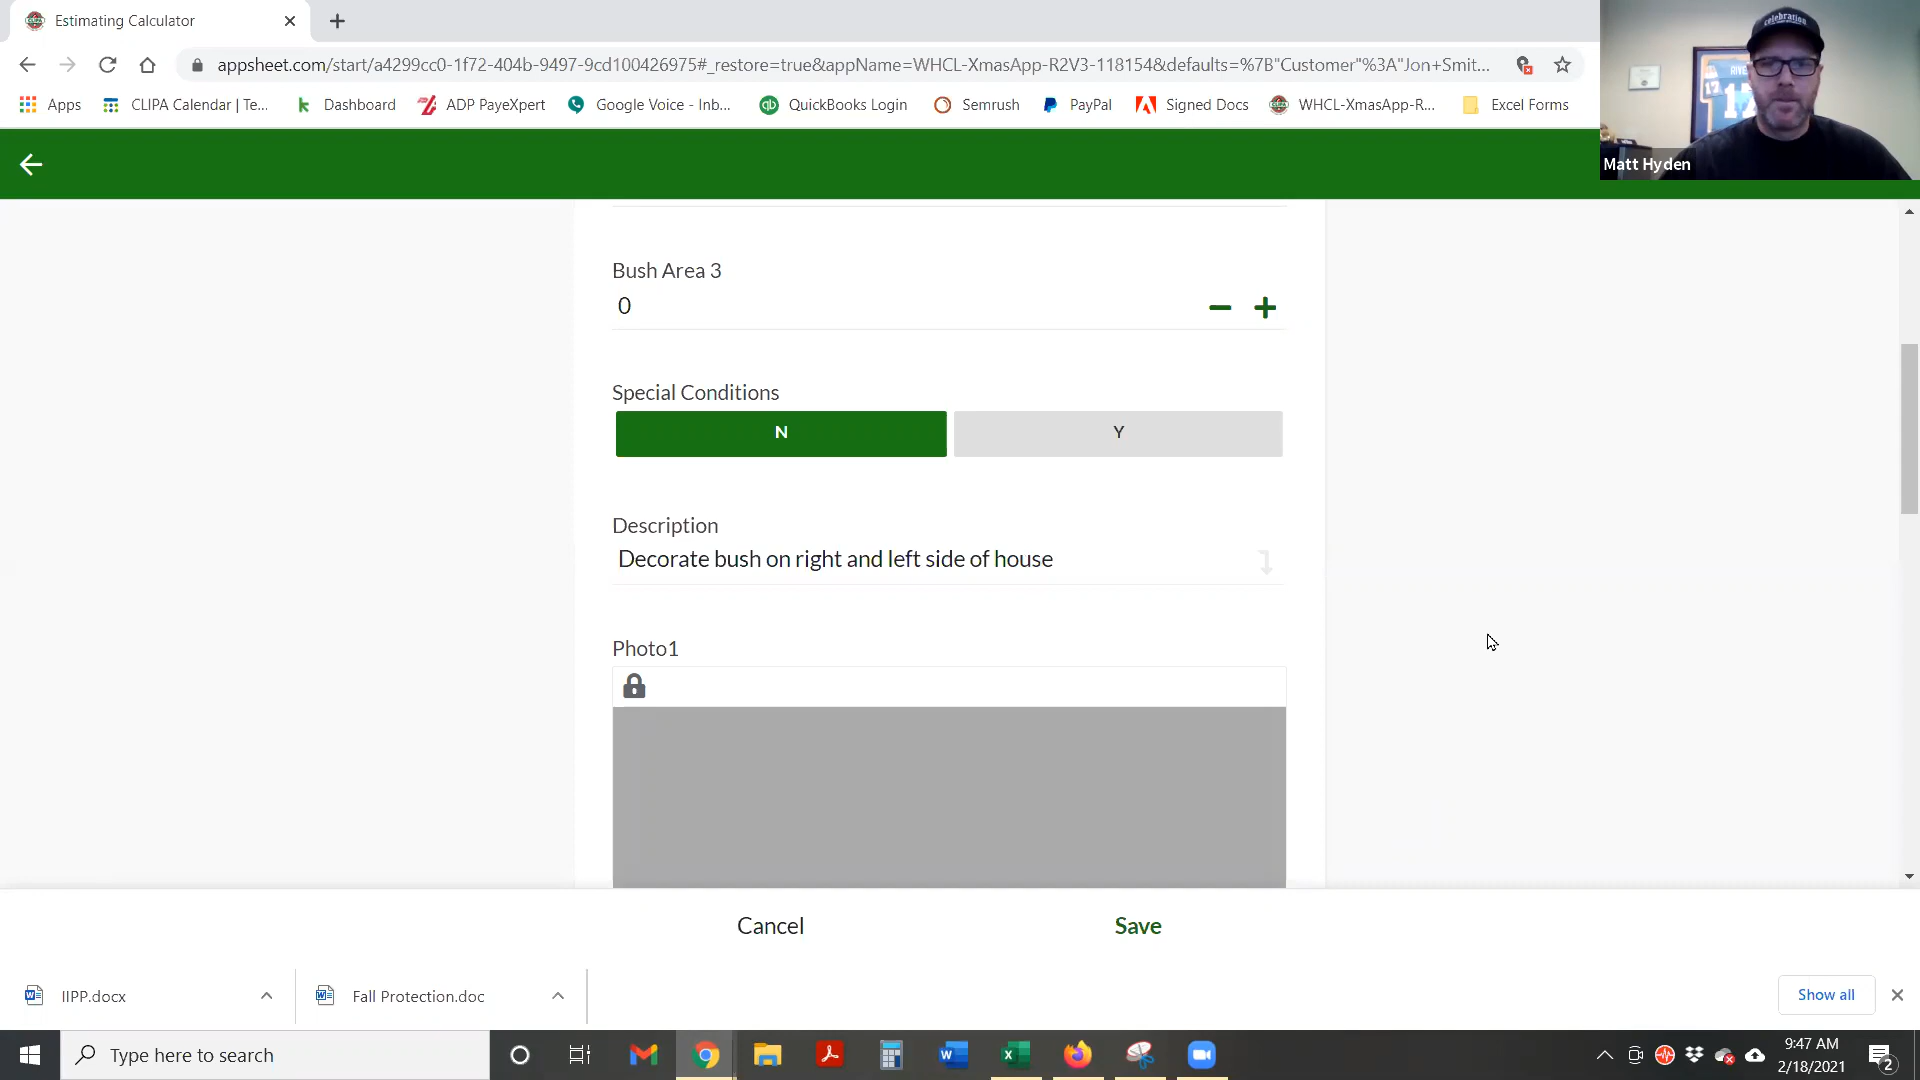 Estimating Calculator
appsheet.com/start/a4299cc0-1f72-404b-9497-9cd100426975#_restore=true&appName=WHCL-XmasApp-R2V3-118154&defaults=%7B"Customer"%3A"Jon+Smit...
Apps CLIPA Calendar | Te... Dashboard ADP PayeXpert Google Voice - Inb... QuickBooks Login Semrush PayPal Signed Docs WHCL-XmasApp-R... Excel Forms
celebration
17
Matt Hyden
Bush Area 3
0
Special Conditions
N Y
Description
Decorate bush on right and left side of house
Photo1
Cancel Save
IIPP.docx Fall Protection.doc Show all
Type here to search
9:47 AM
2/18/2021
2